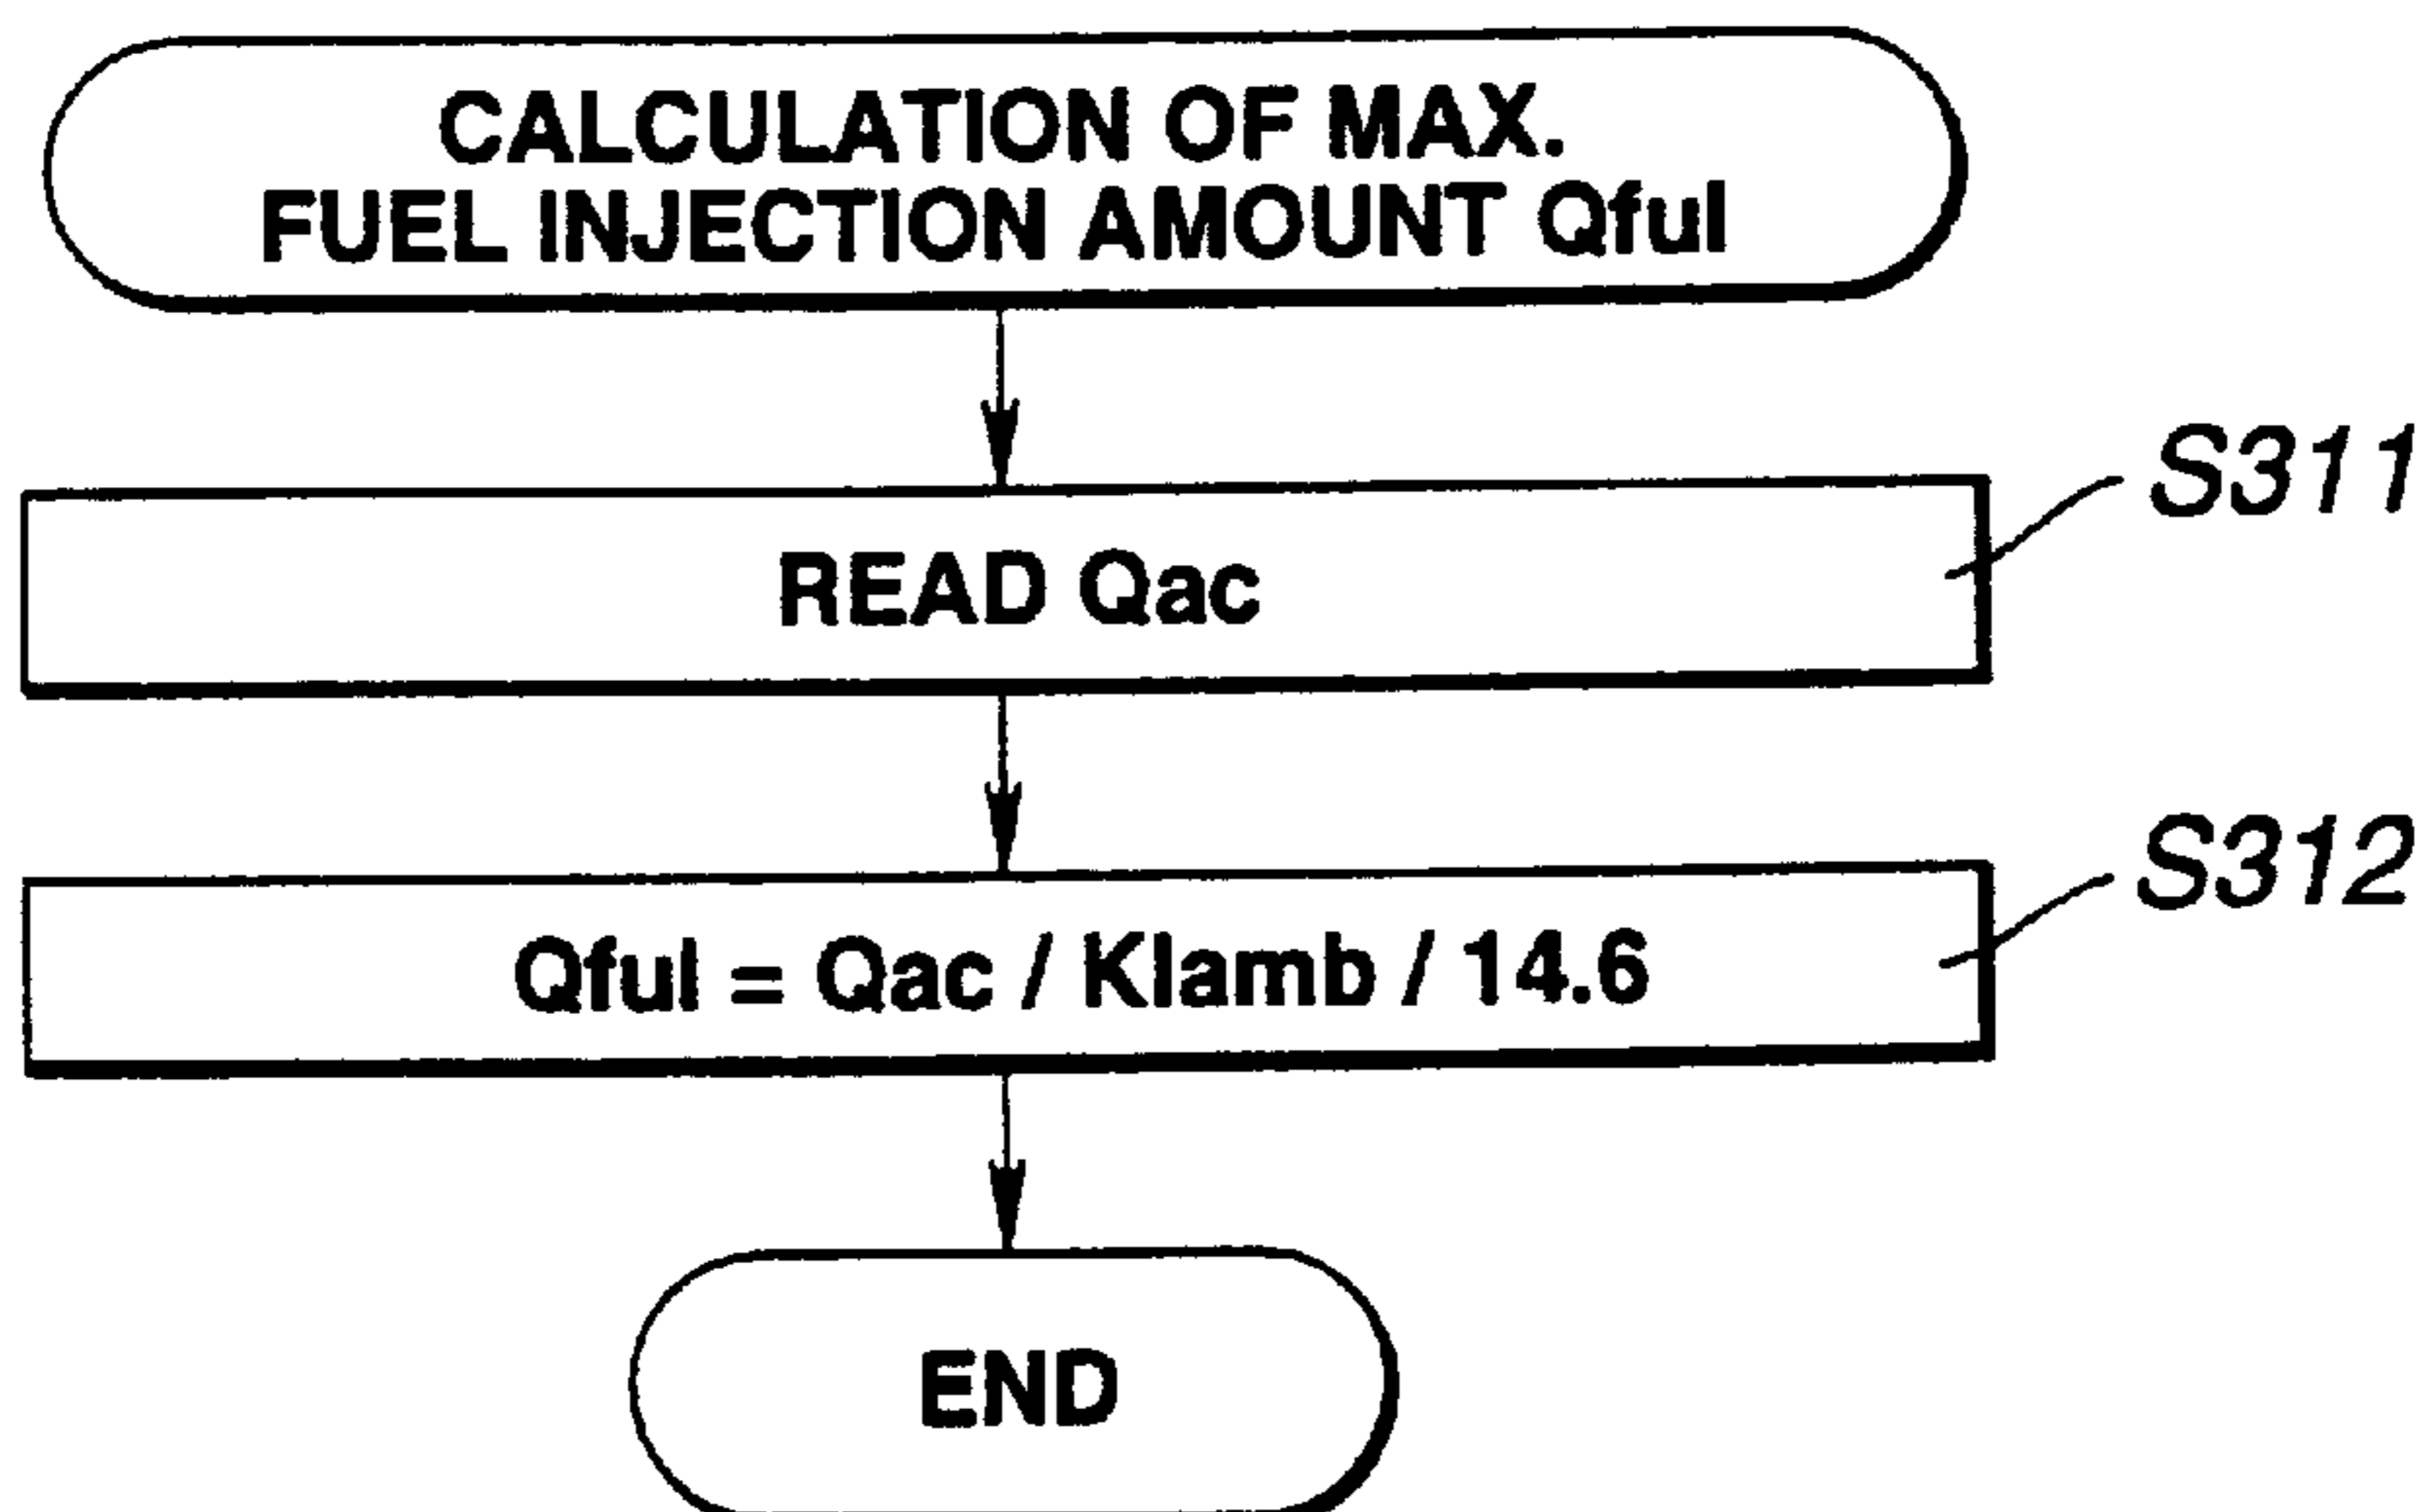 CALCULATION OF MAX.
FUEL INJECTION AMOUNT Qful
S311
READ Qac
S312
Qful = Qac / Klamb / 14.6
END